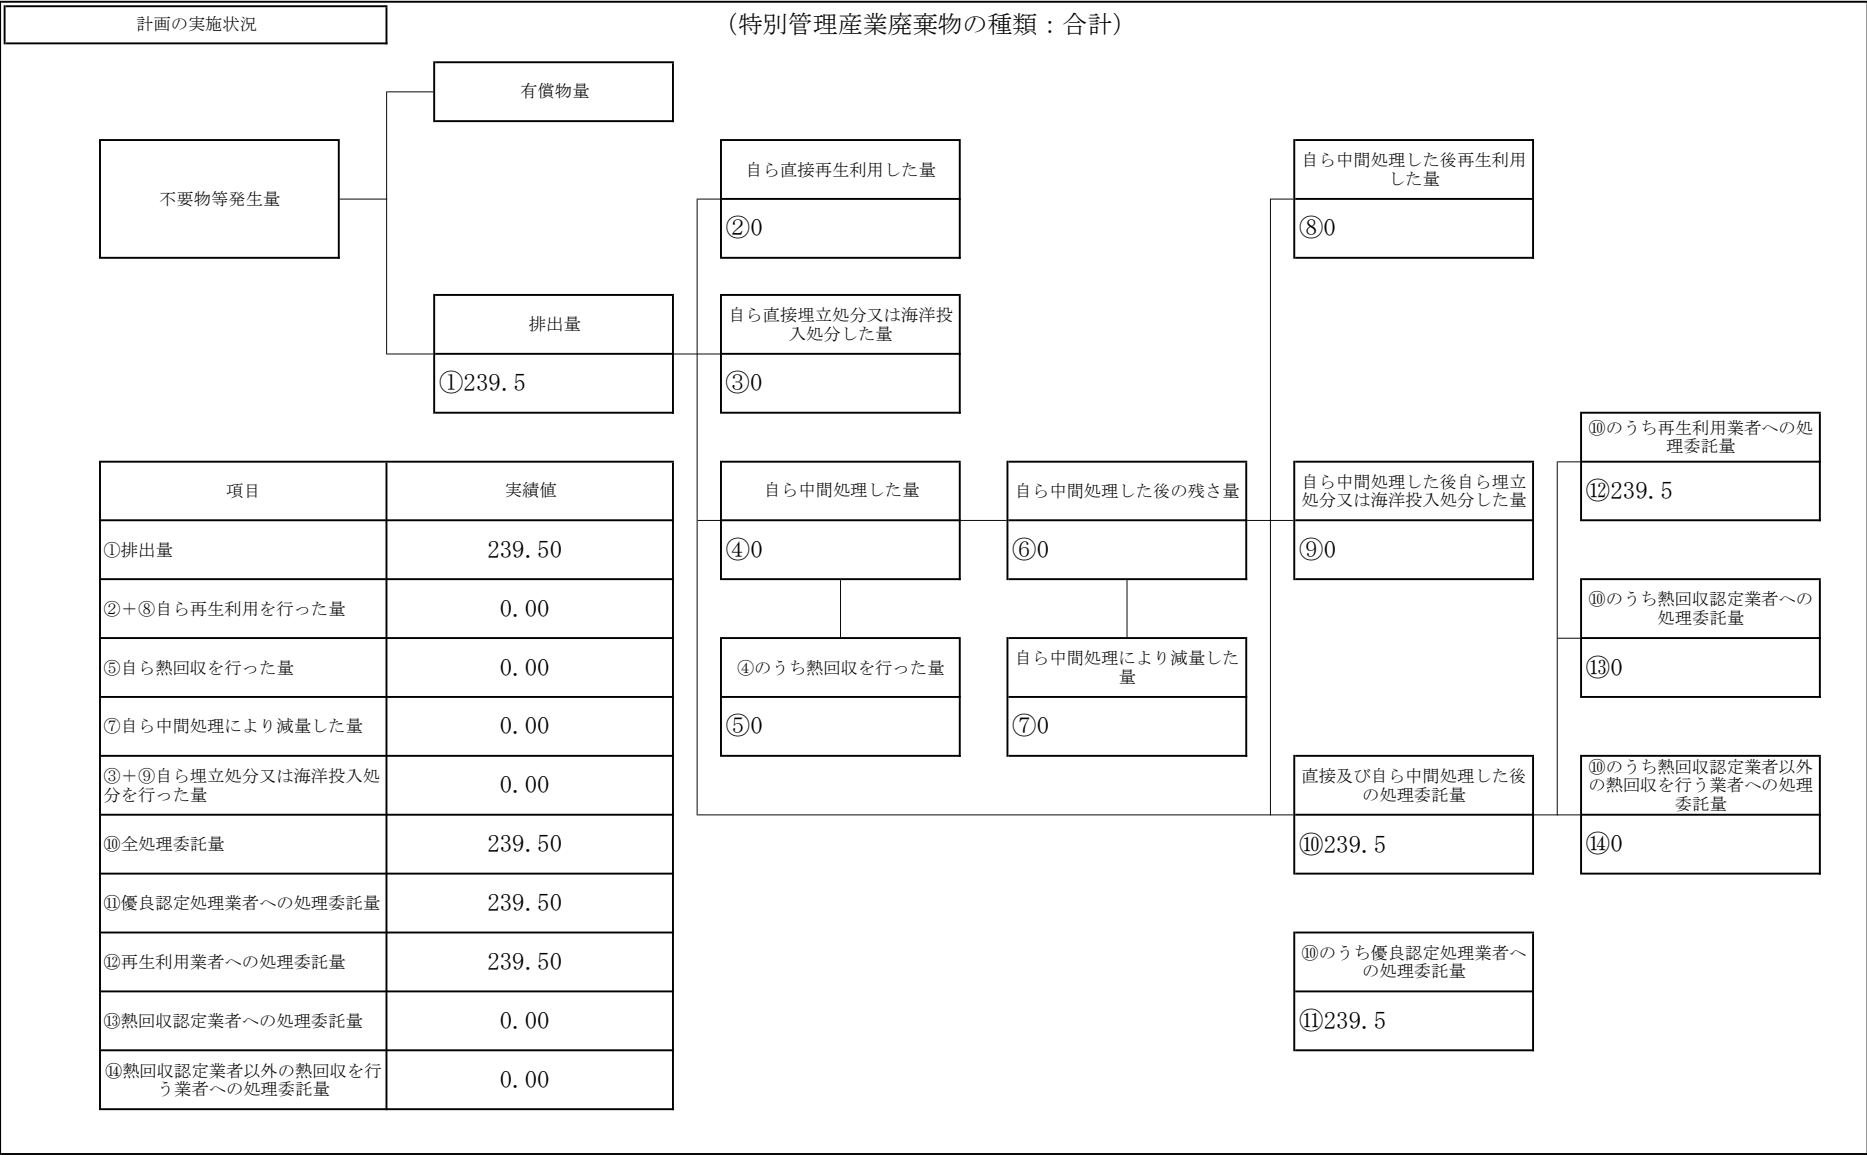 計画の実施状況
（特別管理産業廃棄物の種類：合計）
有償物量
不要物等発生量
排出量
①239.5
自ら直接再生利用した量
②0
自ら直接埋立処分又は海洋投
入処分した量
③0
自ら中間処理した量
④0
④のうち熱回収を行った量
⑤0
自ら中間処理した後の残さ量
⑥0
自ら中間処理により減量した
量
⑦0
自ら中間処理した後再生利用
した量
⑧0
自ら中間処理した後自ら埋立
処分又は海洋投入処分した量
⑨0
直接及び自ら中間処理した後
の処理委託量
⑩239.5
⑩のうち優良認定処理業者へ
の処理委託量
⑪239.5
⑩のうち再生利用業者への処
理委託量
⑫239.5
⑩のうち熱回収認定業者への
処理委託量
⑬0
⑩のうち熱回収認定業者以外
の熱回収を行う業者への処理
委託量
⑭0
項目 実績値
①排出量 239.50
②＋⑧自ら再生利用を行った量 0.00
⑤自ら熱回収を行った量 0.00
⑦自ら中間処理により減量した量 0.00
③＋⑨自ら埋立処分又は海洋投入処
分を行った量 0.00
⑩全処理委託量 239.50
⑪優良認定処理業者への処理委託量 239.50
⑫再生利用業者への処理委託量 239.50
⑬熱回収認定業者への処理委託量 0.00
⑭熱回収認定業者以外の熱回収を行
う業者への処理委託量 0.00